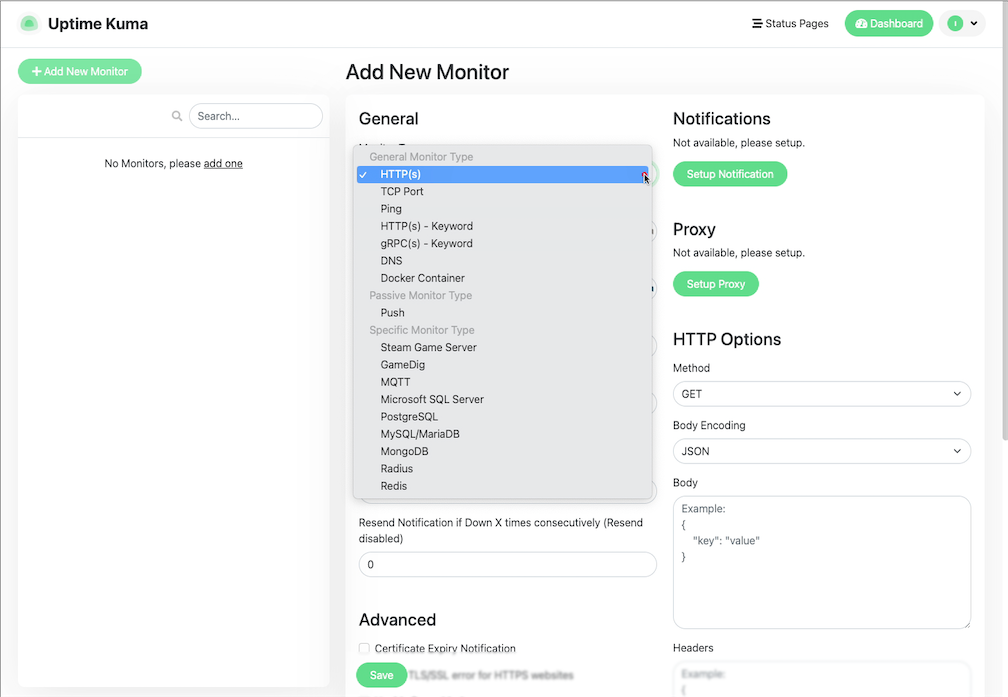 Uptime Kuma
Status Pages
Dashboard
I
+ Add New Monitor
Add New Monitor
Search...
No Monitors, please add one
General
General Monitor Type
✓ HTTP(s)
TCP Port
Ping
HTTP(s) - Keyword
gRPC(s) - Keyword
DNS
Docker Container
Passive Monitor Type
Push
Specific Monitor Type
Steam Game Server
GameDig
MQTT
Microsoft SQL Server
PostgreSQL
MySQL/MariaDB
MongoDB
Radius
Redis
Resend Notification if Down X times consecutively (Resend
disabled)
0
Advanced
Certificate Expiry Notification
TLS/SSL error for HTTPS websites
Save
Notifications
Not available, please setup.
Setup Notification
Proxy
Not available, please setup.
Setup Proxy
HTTP Options
Method
GET
Body Encoding
JSON
Body
Example:
{
"key": "value"
}
Headers
Example:
{